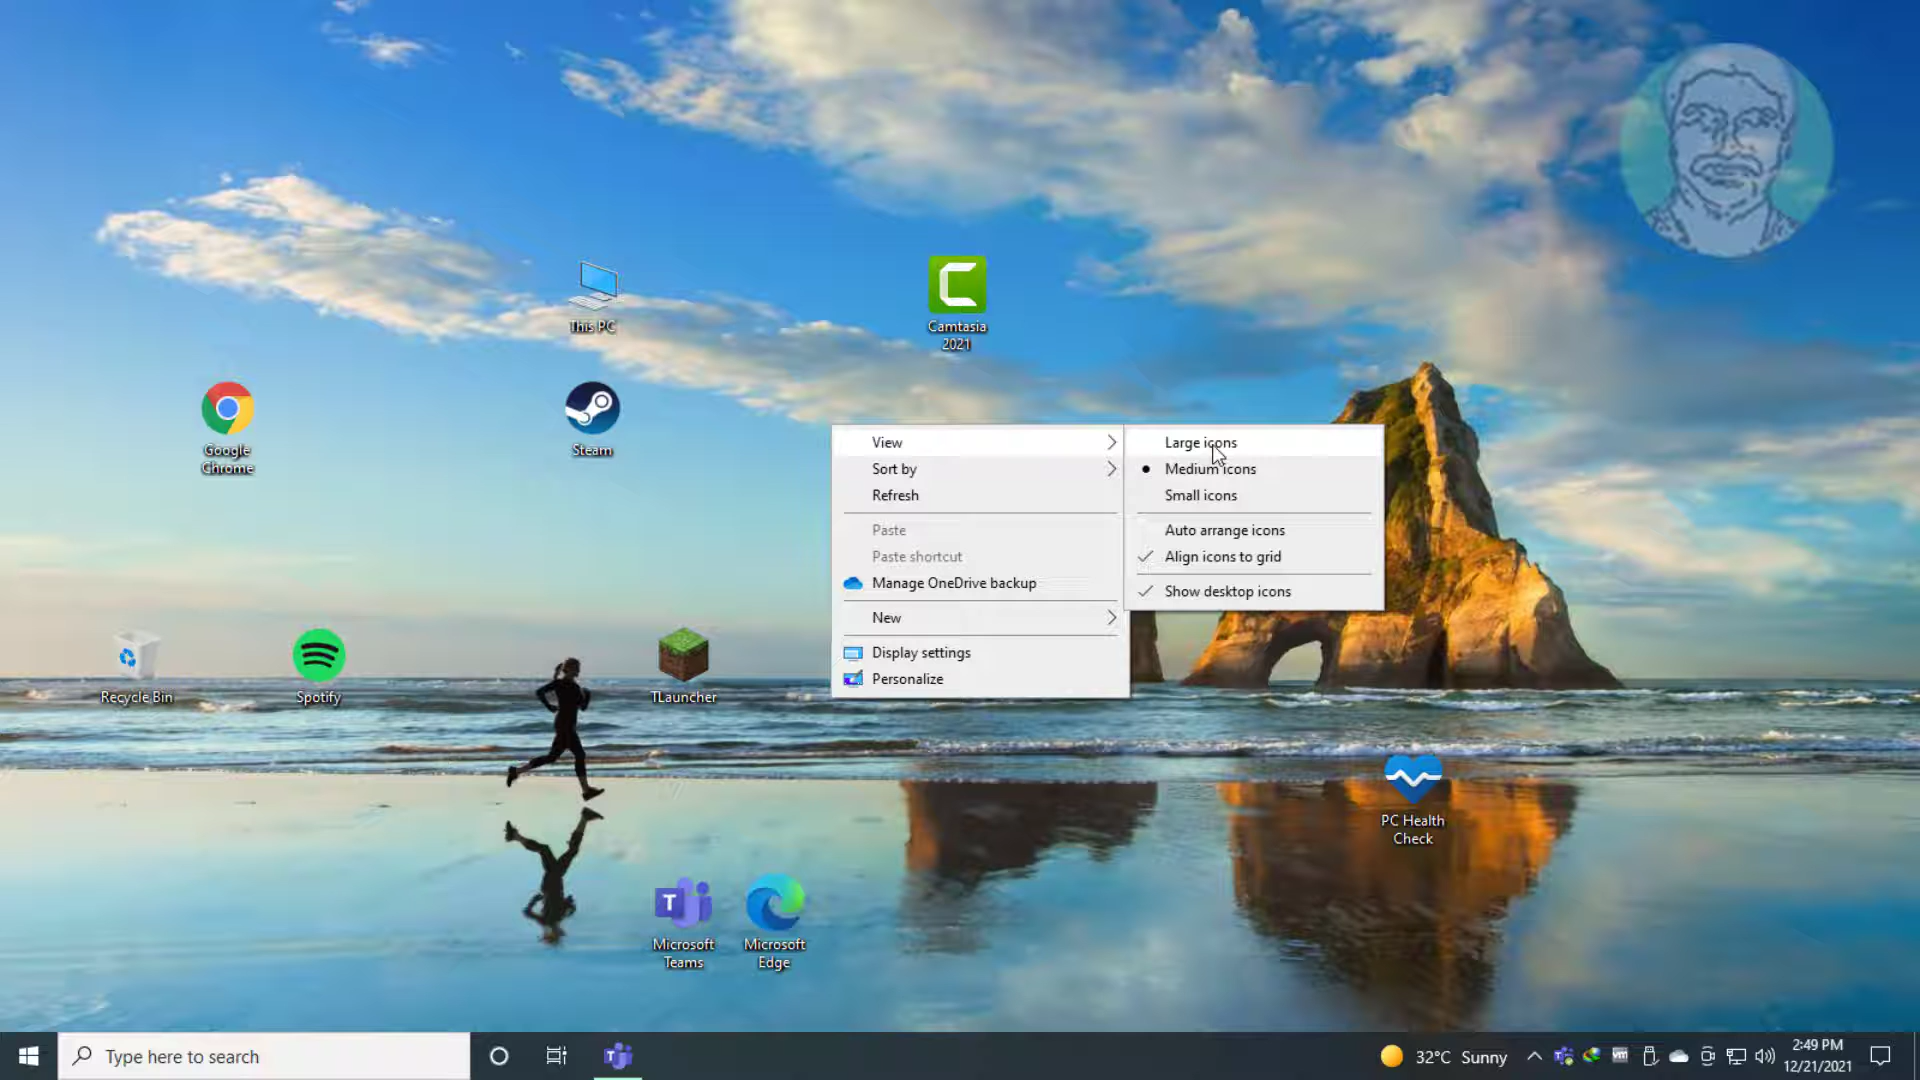 This PC
Camtasia
2021
Google
Chrome
Steam
View
Sort by
Refresh
Paste
Paste shortcut
Manage OneDrive backup
New
Display settings
Personalize
Large icons
Medium icons
Small icons
Auto arrange icons
Align icons to grid
Show desktop icons
Recycle Bin
Spotify
TLauncher
PC Health
Check
T
Microsoft
Teams
Microsoft
Edge
Type here to search
T
32°C Sunny
vm
2:49 PM
12/21/2021